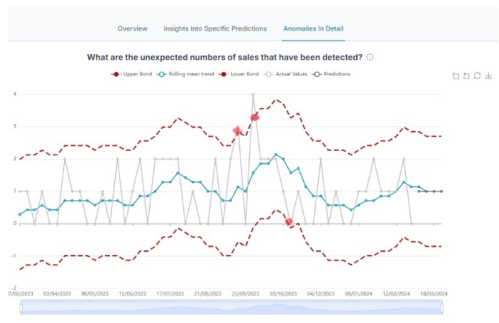 Overview Insights Into Specific Predictions Anomalies In Detail
What are the unexpected numbers of sales that have been detected?
Upper Bond Rolling mean trend Lower Bond Actual Values Predictions
4
3
2
1
0
-1
-2
03/04/2023 08/05/2023 12/06/2023 17/07/2023 21/08/2023 25/09/2023 30/10/2023 04/12/2023 08/01/2024 12/02/2024 18/03/2024